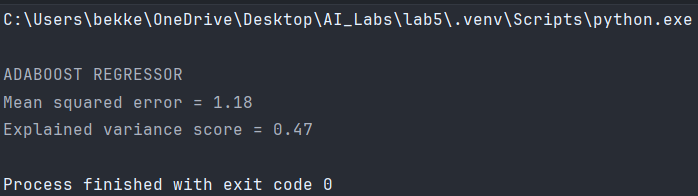 C:\Users\bekke\OneDrive\Desktop\AI_Labs\lab5\.venv\Scripts\python.exe
ADABOOST REGRESSOR
Mean squared error = 1.18
Explained variance score = 0.47
Process finished with exit code 0